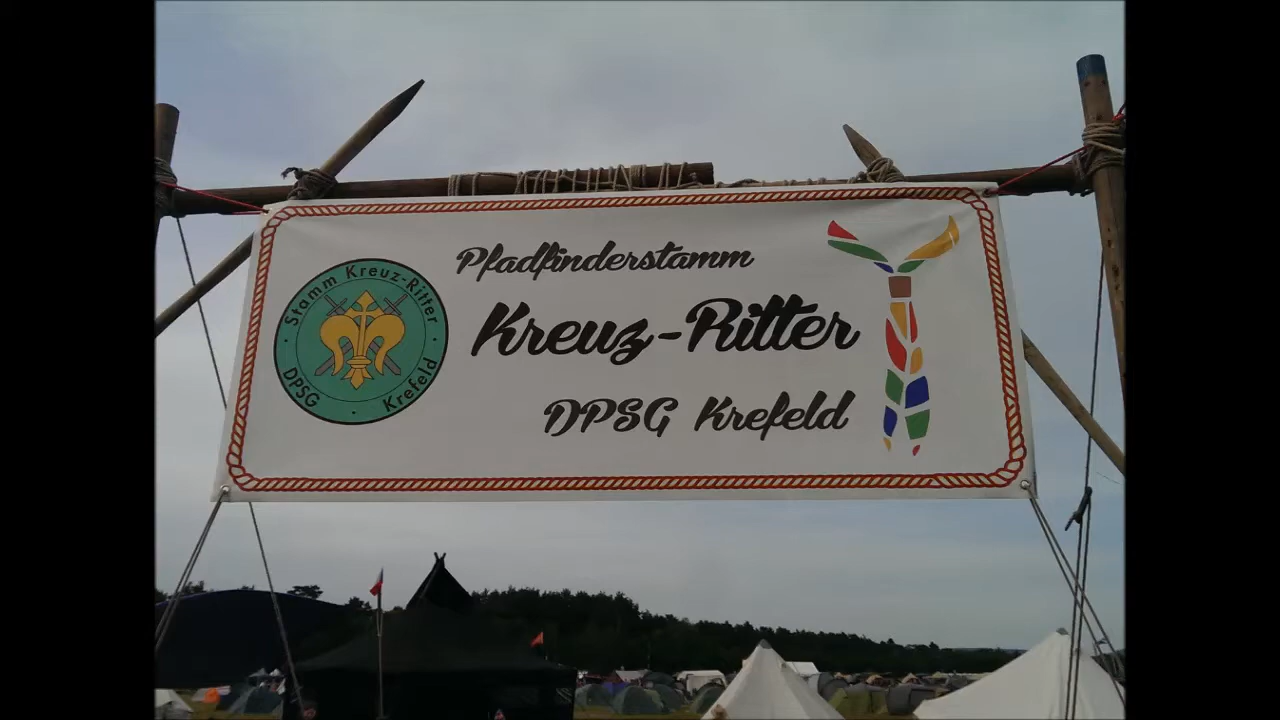 Stamm Kreuz-Ritter
DPSG · Krefeld
Pfadfinderstamm
Kreuz-Ritter
DPSG Krefeld